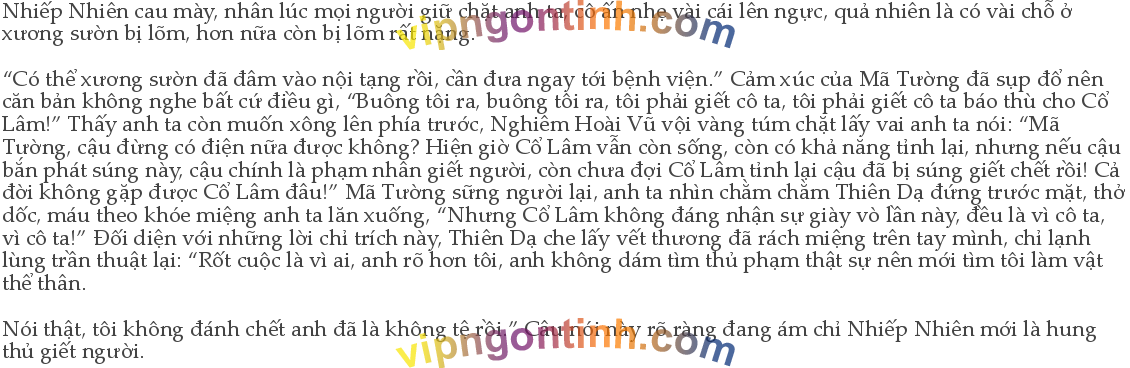 Nhiếp Nhiên cau mày, nhân lúc mọi người giữ chặt anh ta, cô ấn nhẹ vài cái lên ngực, quả nhiên là có vài chỗ ở
xương sườn bị lõm, hơn nữa còn bị lõm rất nặng.
vipngontinh.com
“Có thể xương sườn đã đâm vào nội tạng rồi, cần đưa ngay tới bệnh viện.” Cảm xúc của Mã Tường đã sụp đổ nên
căn bản không nghe bất cứ điều gì, “Buông tôi ra, buông tôi ra, tôi phải giết cô ta, tôi phải giết cô ta báo thù cho Cổ
Lâm!” Thấy anh ta còn muốn xông lên phía trước, Nghiêm Hoài Vũ vội vàng túm chặt lấy vai anh ta nói: “Mã
Tường, cậu đừng có điện nữa được không? Hiện giờ Cổ Lâm vẫn còn sống, còn có khả năng tỉnh lại, nhưng nếu cậu
bắn phát súng này, cậu chính là phạm nhân giết người, còn chưa đợi Cổ Lâm tỉnh lại cậu đã bị súng giết chết rồi! Cả
đời không gặp được Cổ Lâm đâu!” Mã Tường sững người lại, anh ta nhìn chằm chằm Thiên Dạ đứng trước mặt, thở
dốc, máu theo khóe miệng anh ta lăn xuống, “Nhưng Cổ Lâm không đáng nhận sự giày vò lần này, đều là vì cô ta,
vì cô ta!” Đối diện với những lời chỉ trích này, Thiên Dạ che lấy vết thương đã rách miệng trên tay mình, chỉ lạnh
lùng trần thuật lại: “Rốt cuộc là vì ai, anh rõ hơn tôi, anh không dám tìm thủ phạm thật sự nên mới tìm tôi làm vật
thể thân.
Nói thật, tôi không đánh chết anh đã là không tệ rồi.” Câu nói này rõ ràng đang ám chỉ Nhiếp Nhiên mới là hung
thủ giết người.
vipngontinh.com